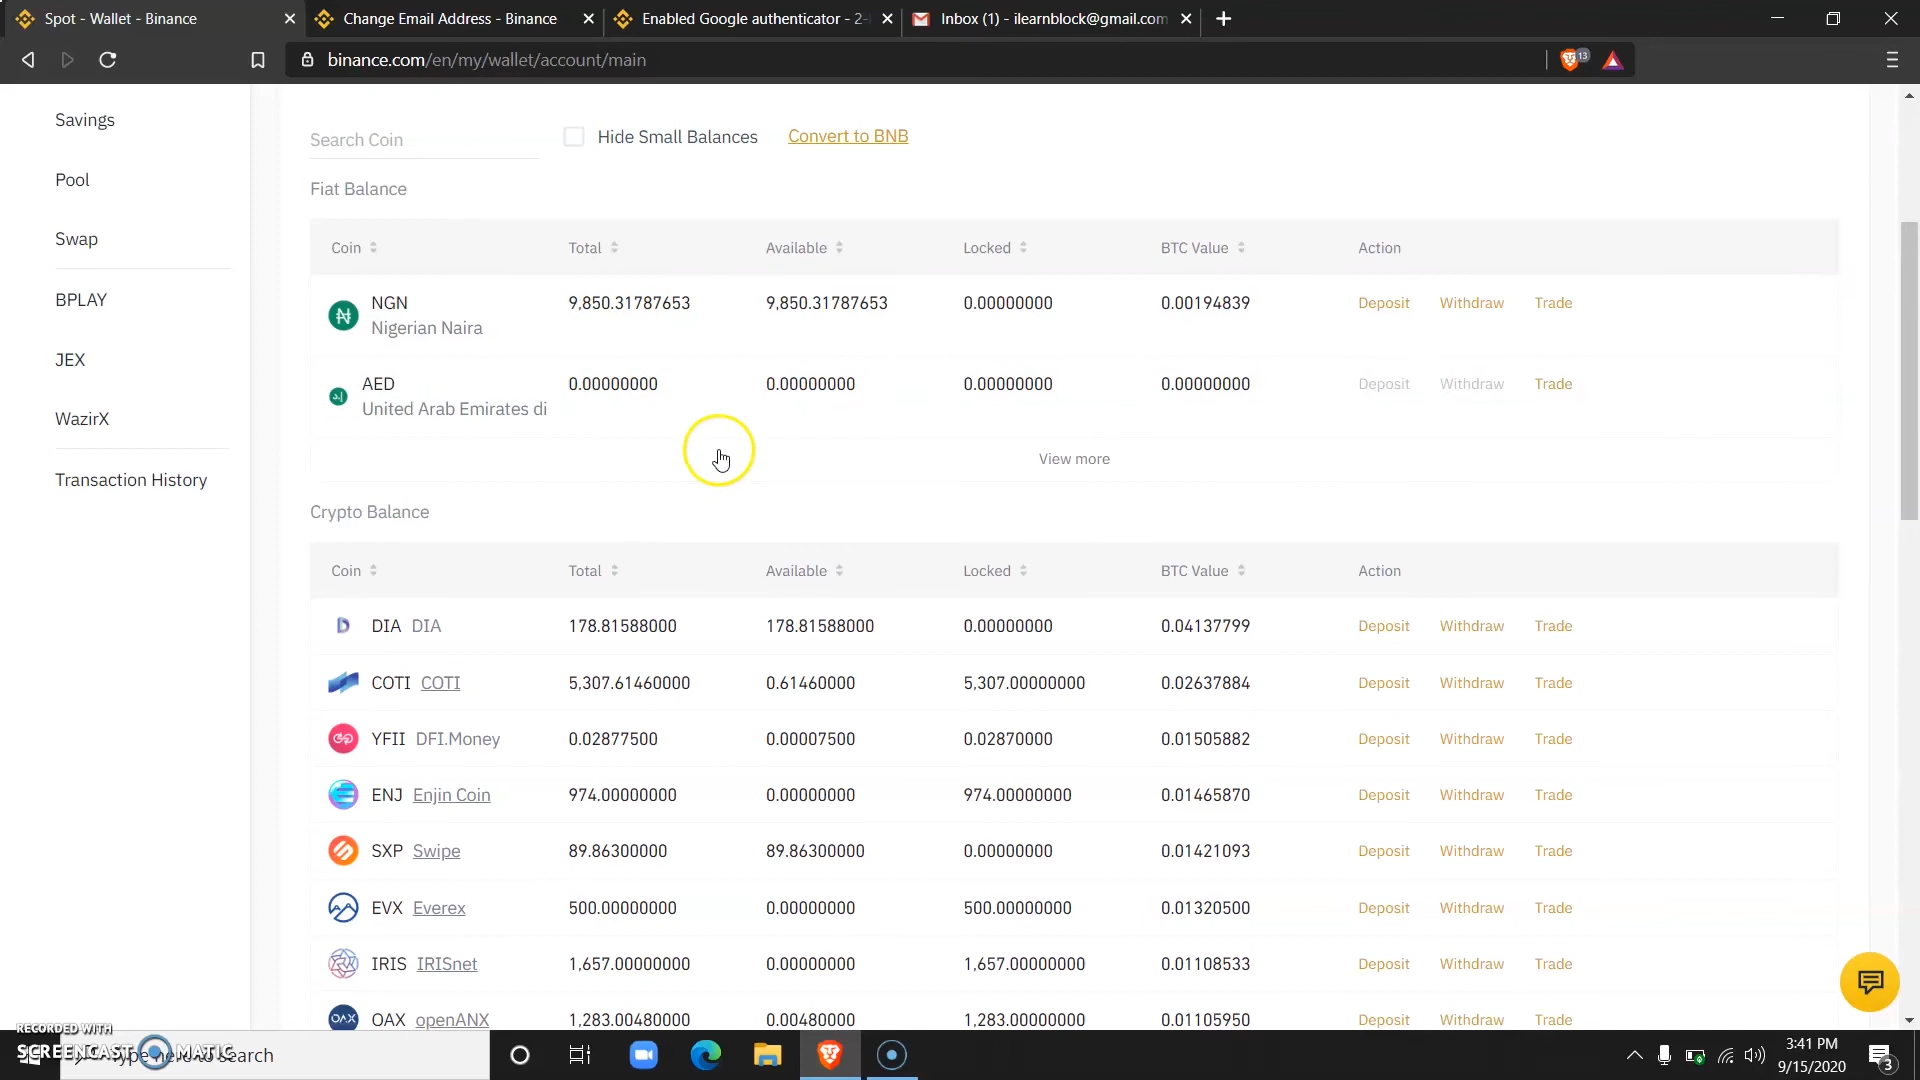 Spot - Wallet - Binance
Change Email Address - Binance
Enabled Google authenticator - 2-
Inbox (1) - ilearnblock@gmail.com
binance.com/en/my/wallet/account/main
13
Savings
Pool
Swap
BPLAY
JEX
WazirX
Transaction History
Search Coin
Hide Small Balances
Convert to BNB
Fiat Balance
Coin Total Available Locked BTC Value Action
NGN 9,850.31787653 9,850.31787653 0.00000000 0.00194839 Deposit Withdraw Trade
Nigerian Naira
AED 0.00000000 0.00000000 0.00000000 0.00000000 Deposit Withdraw Trade
United Arab Emirates di
View more
Crypto Balance
Coin Total Available Locked BTC Value Action
DIA DIA 178.81588000 178.81588000 0.00000000 0.04137799 Deposit Withdraw Trade
COTI COTI 5,307.61460000 0.61460000 5,307.00000000 0.02637884 Deposit Withdraw Trade
YFII DFI.Money 0.02877500 0.00007500 0.02870000 0.01505882 Deposit Withdraw Trade
ENJ Enjin Coin 974.00000000 0.00000000 974.00000000 0.01465870 Deposit Withdraw Trade
SXP Swipe 89.86300000 89.86300000 0.00000000 0.01421093 Deposit Withdraw Trade
EVX Everex 500.00000000 0.00000000 500.00000000 0.01320500 Deposit Withdraw Trade
IRIS IRISnet 1,657.00000000 0.00000000 1,657.00000000 0.01108533 Deposit Withdraw Trade
OAX OAX openANX 1,283.00480000 0.00480000 1,283.00000000 0.01105950 Deposit Withdraw Trade
RECORDED WITH
SCREENCAST MATIC
Type here to search
3:41 PM
9/15/2020
3